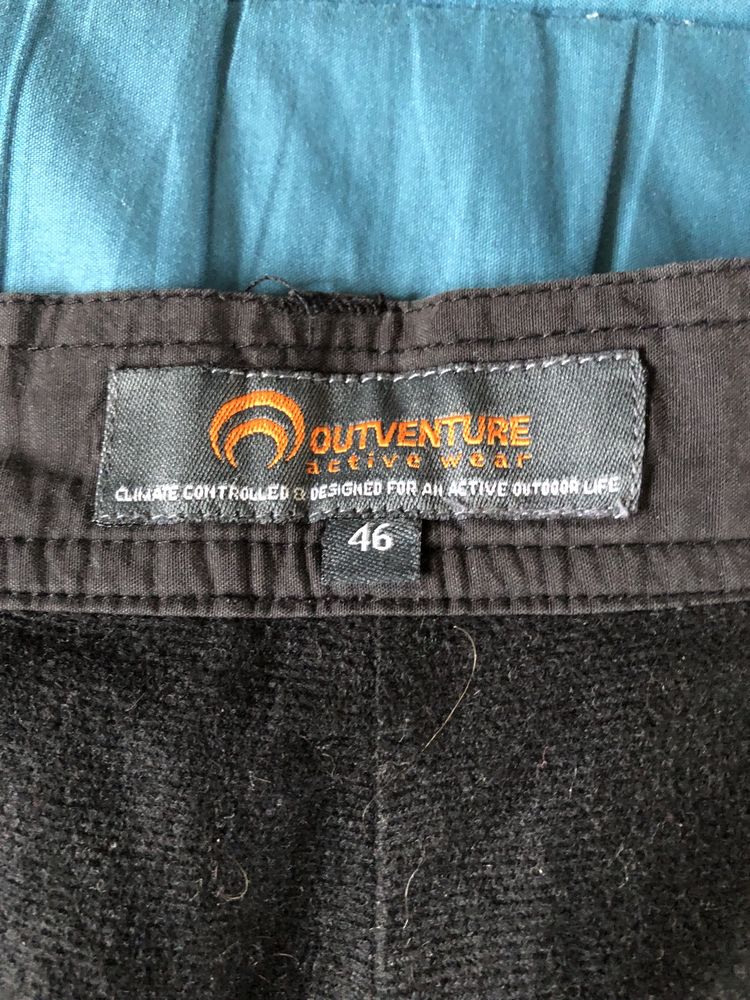 OUTVENTURE
active wear
CLIMATE CONTROLLED & DESIGNED FOR AN ACTIVE OUTDOOR LIFE
46